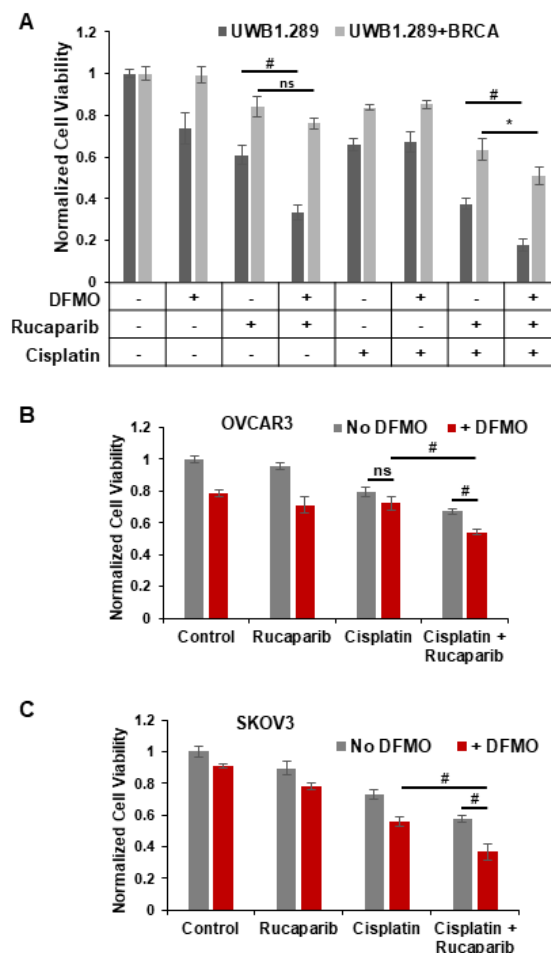 A
UWB1.289 UWB1.289+BRCA
Normalized Cell Viability
1.2
1
0.8
0.6
0.4
0.2
0
#
ns
#
*
DFMO - + - + - + - +
Rucaparib - - + + - - + +
Cisplatin - - - - + + + +
B
OVCAR3
No DFMO + DFMO
Normalized Cell Viability
1.2
1
0.8
0.6
0.4
0.2
0
#
ns
#
Control Rucaparib Cisplatin Cisplatin +
Rucaparib
C
SKOV3
No DFMO + DFMO
Normalized Cell Viability
1.2
1
0.8
0.6
0.4
0.2
0
#
#
Control Rucaparib Cisplatin Cisplatin +
Rucaparib